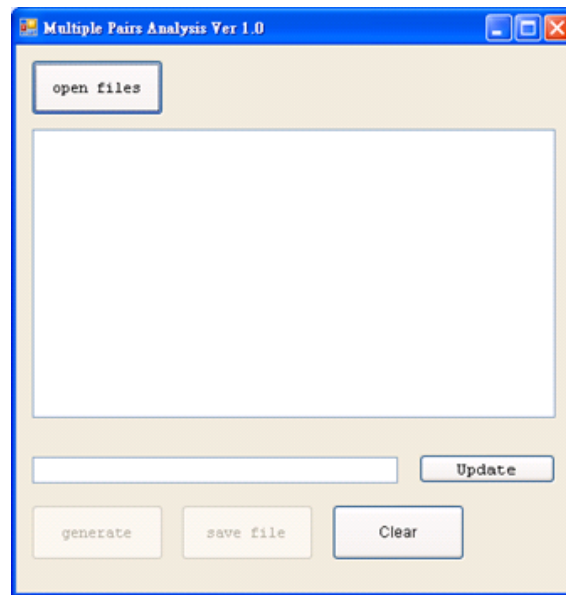 Multiple Pairs Analysis Ver 1.0
open files
Update
generate
save file
Clear